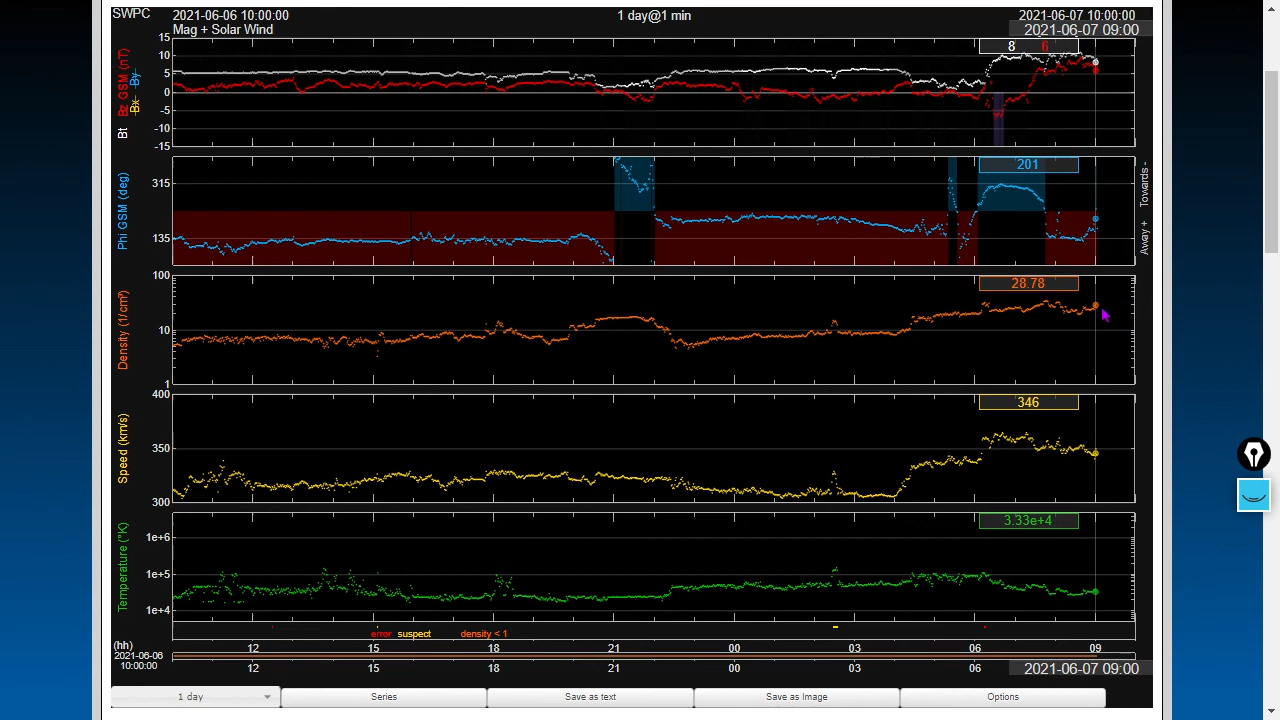 SWPC 2021-06-06 10:00:00 1 day@1 min 2021-06-07 10:00:00
Mag + Solar Wind 2021-06-07 09:00
8 6
15
10
5
0
-5
-10
-15
Bt Bz GSM (nT)
Bx By
201
315
135
Phi GSM (deg)
Away + Towards -
28.78
100
10
1
Density (1/cm³)
346
400
350
300
Speed (km/s)
3.33e+4
1e+6
1e+5
1e+4
Temperature (°K)
error suspect density < 1
(hh) 12 15 18 21 00 03 06 09
2021-06-06
10:00:00 12 15 18 21 00 03 06 2021-06-07 09:00
1 day Series Save as text Save as Image Options